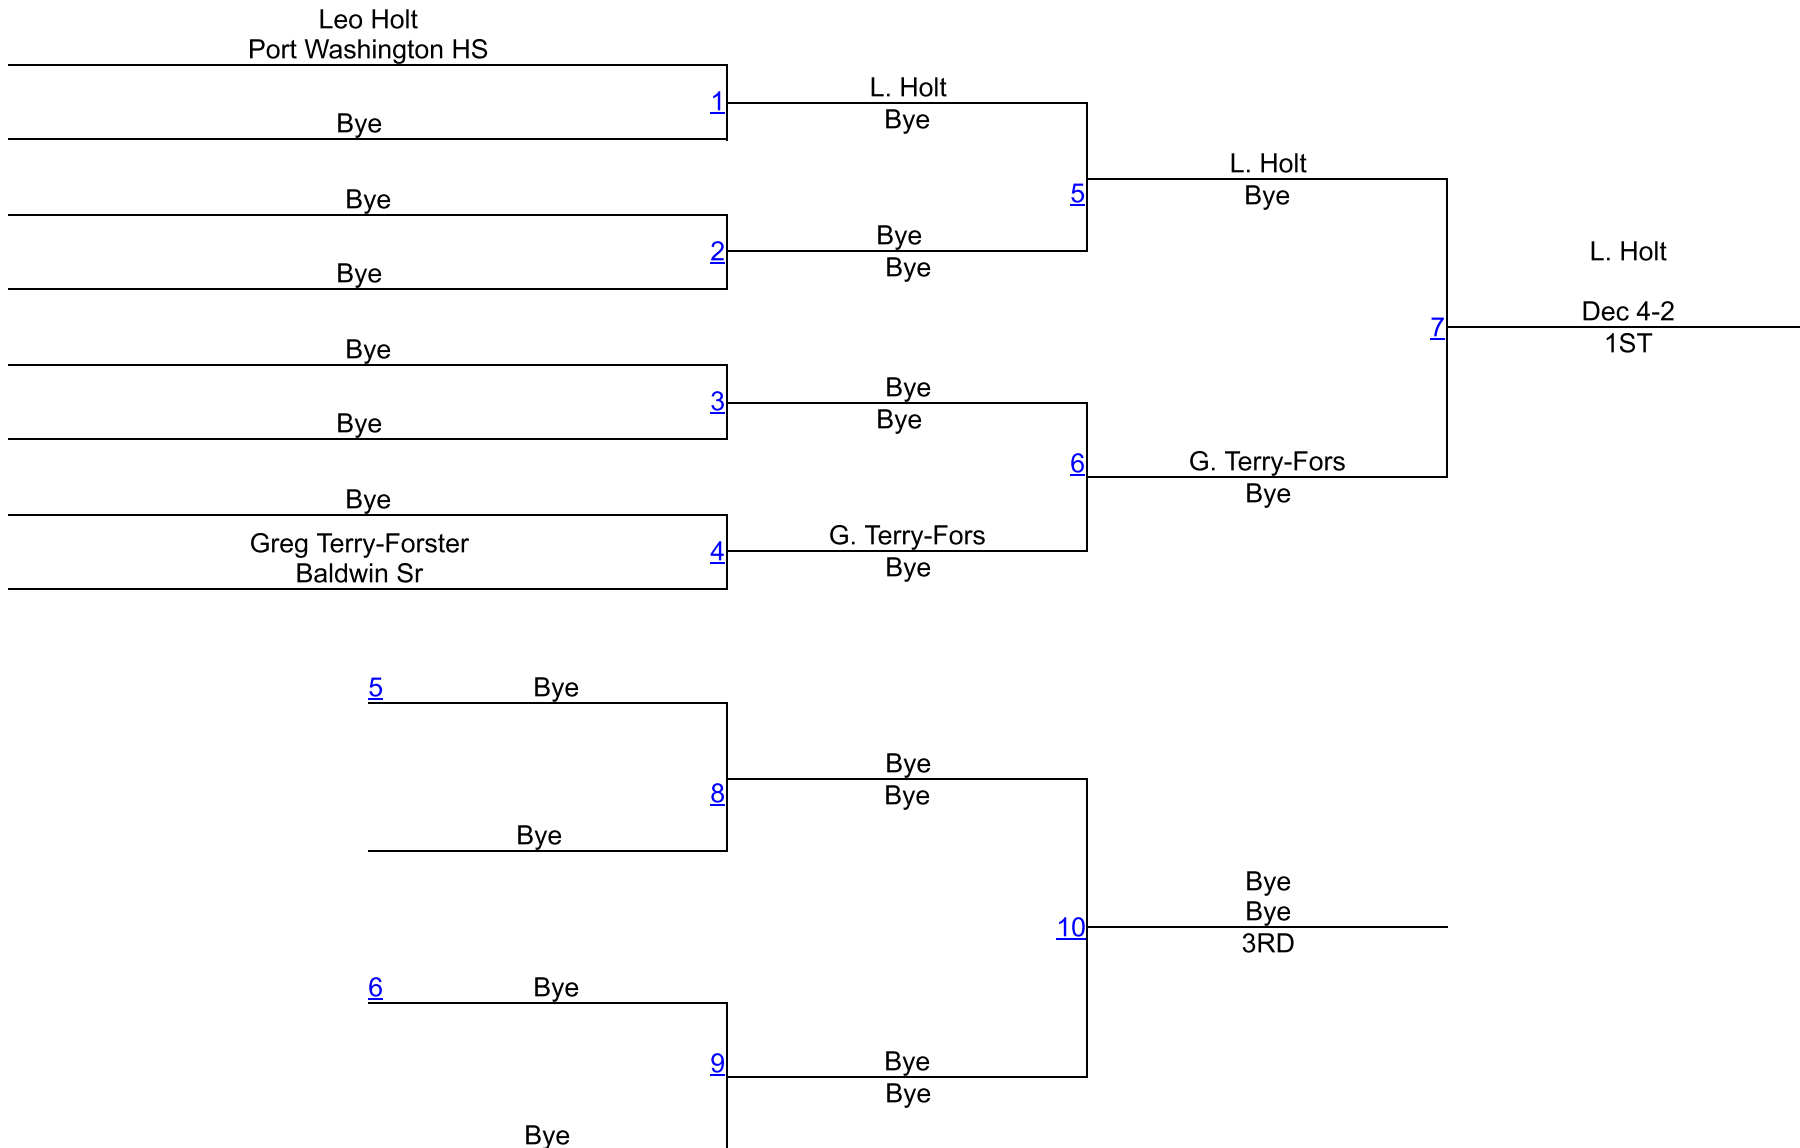 Leo Holt
Port Washington HS
1
L. Holt
Bye
Bye
L. Holt
Bye
5
Bye
2
Bye
Bye
Bye
L. Holt
Dec 4-2
1ST
7
Bye
3
Bye
Bye
Bye
6
G. Terry-Fors
Bye
Bye
Greg Terry-Forster
Baldwin Sr
4
G. Terry-Fors
Bye
5
Bye
8
Bye
Bye
Bye
10
Bye
Bye
3RD
6
Bye
9
Bye
Bye
Bye